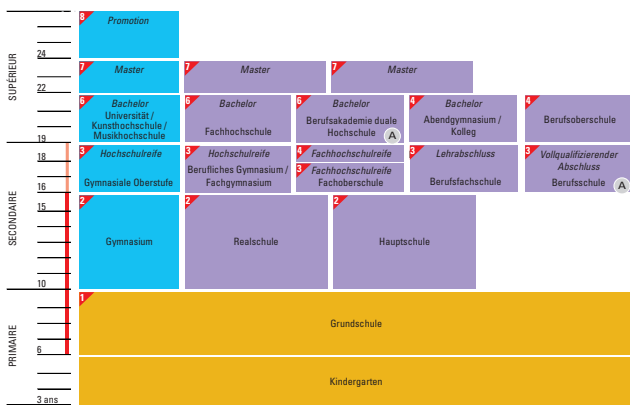 SUPÉRIEUR
SECONDAIRE
PRIMAIRE
24
22
19
18
16
15
10
6
3 ans
8
Promotion
7
Master
7
Master
7
Master
6
Bachelor
Universität /
Kunsthochschule /
Musikhochschule
6
Bachelor
Fachhochschule
6
Bachelor
Berufsakademie duale
Hochschule A
4
Bachelor
Abendgymnasium /
Kolleg
4
Berufsoberschule
3
Hochschulreife
Gymnasiale Oberstufe
3
Hochschulreife
Berufliches Gymnasium /
Fachgymnasium
4
Fachhochschulreife
3
Fachhochschulreife
Fachoberschule
3
Lehrabschluss
Berufsfachschule
3
Vollqualifizierender
Abschluss
Berufsschule A
2
Gymnasium
2
Realschule
2
Hauptschule
1
Grundschule
Kindergarten